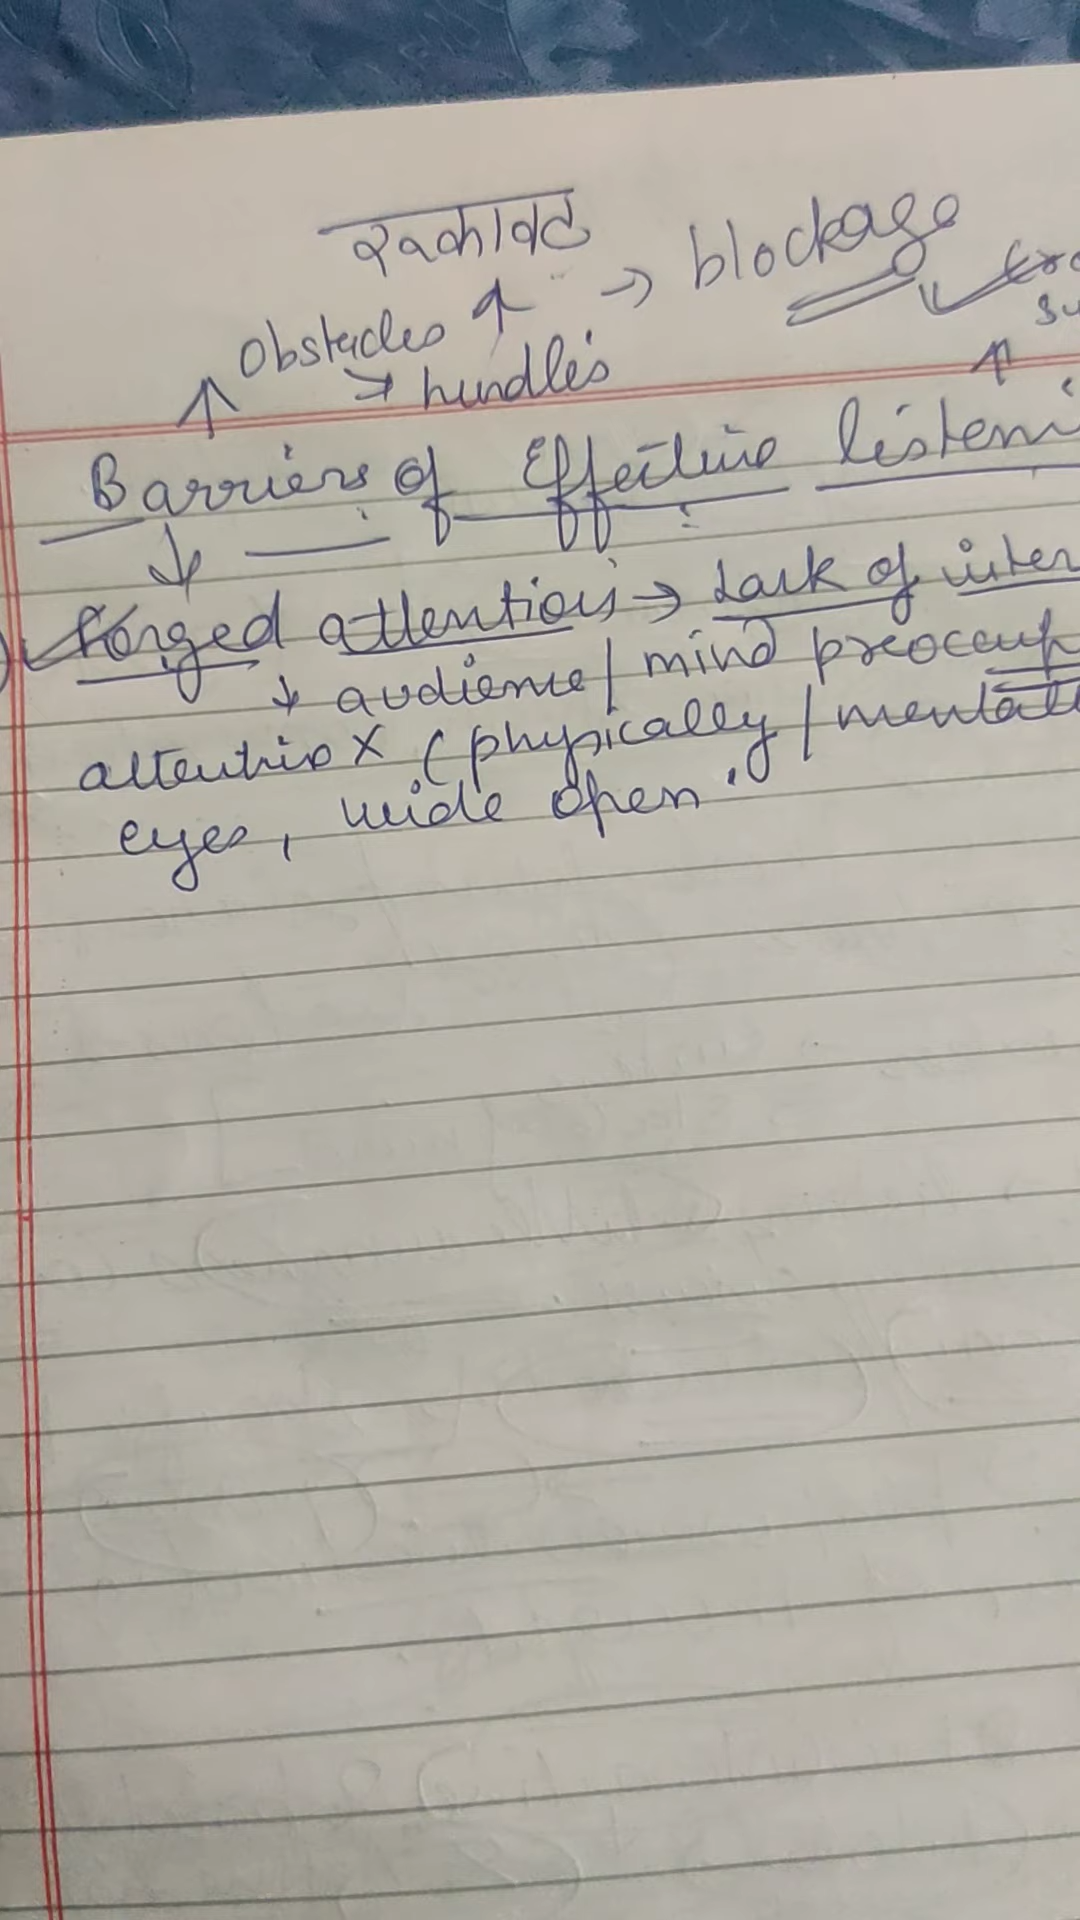 रुकावट
→ blockage
obstacles
→ hurdles
Barriers of Effective listeni
Forged attention → Lack of inter
↓ audience / mind preoccup
attention X (physically / mentall
eyes, wide open.